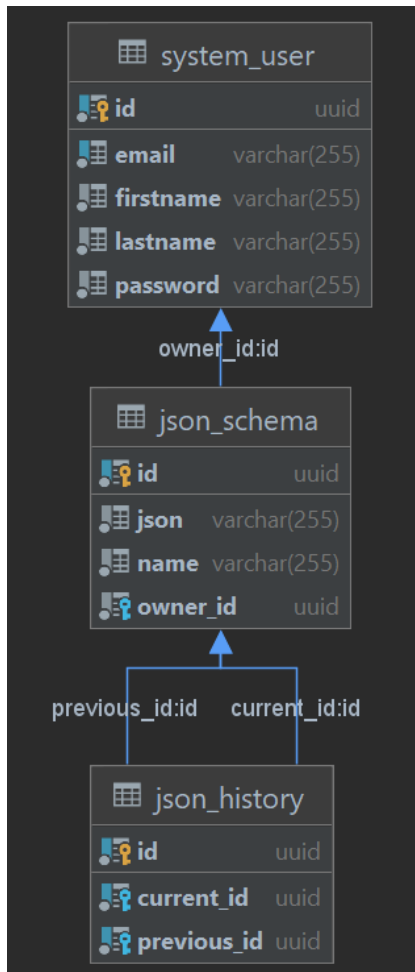 system_user
id uuid
email varchar(255)
firstname varchar(255)
lastname varchar(255)
password varchar(255)
owner_id:id
json_schema
id uuid
json varchar(255)
name varchar(255)
owner_id uuid
previous_id:id current_id:id
json_history
id uuid
current_id uuid
previous_id uuid